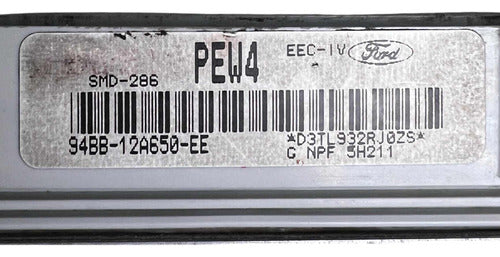 PEW4 EEC-IV Ford
SMD-286
94BB-12A650-EE *D3TL932RJ0ZS*
G NPF 5H211